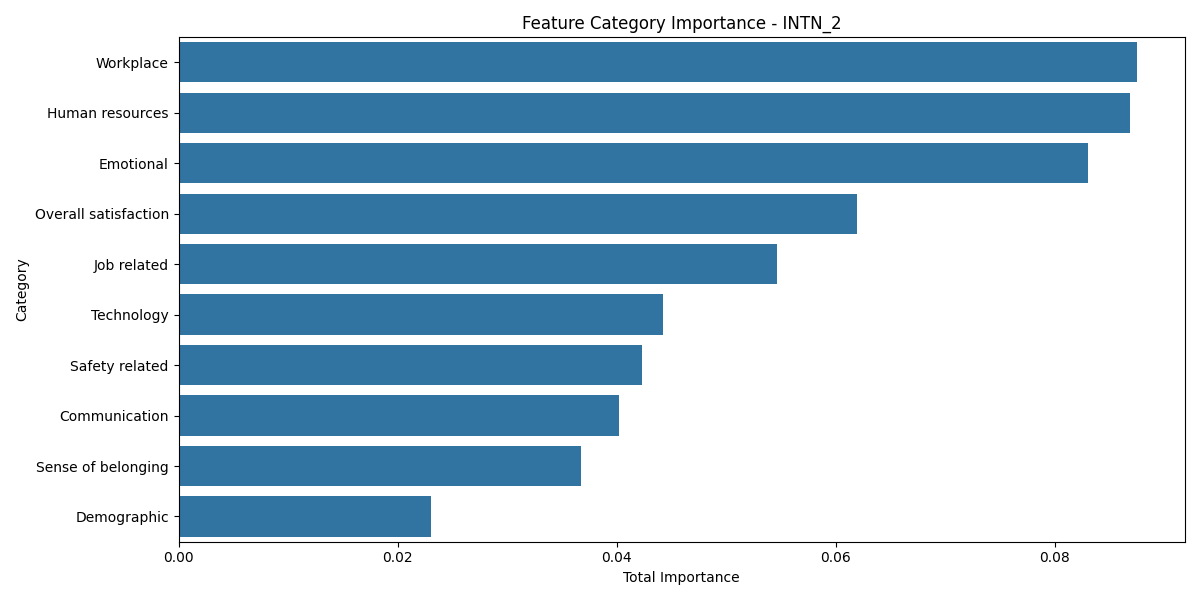 Feature Category Importance - INTN_2
Workplace
Human resources
Emotional
Overall satisfaction
Job related
Technology
Safety related
Communication
Sense of belonging
Demographic
Category
0.00 0.02 0.04 0.06 0.08
Total Importance